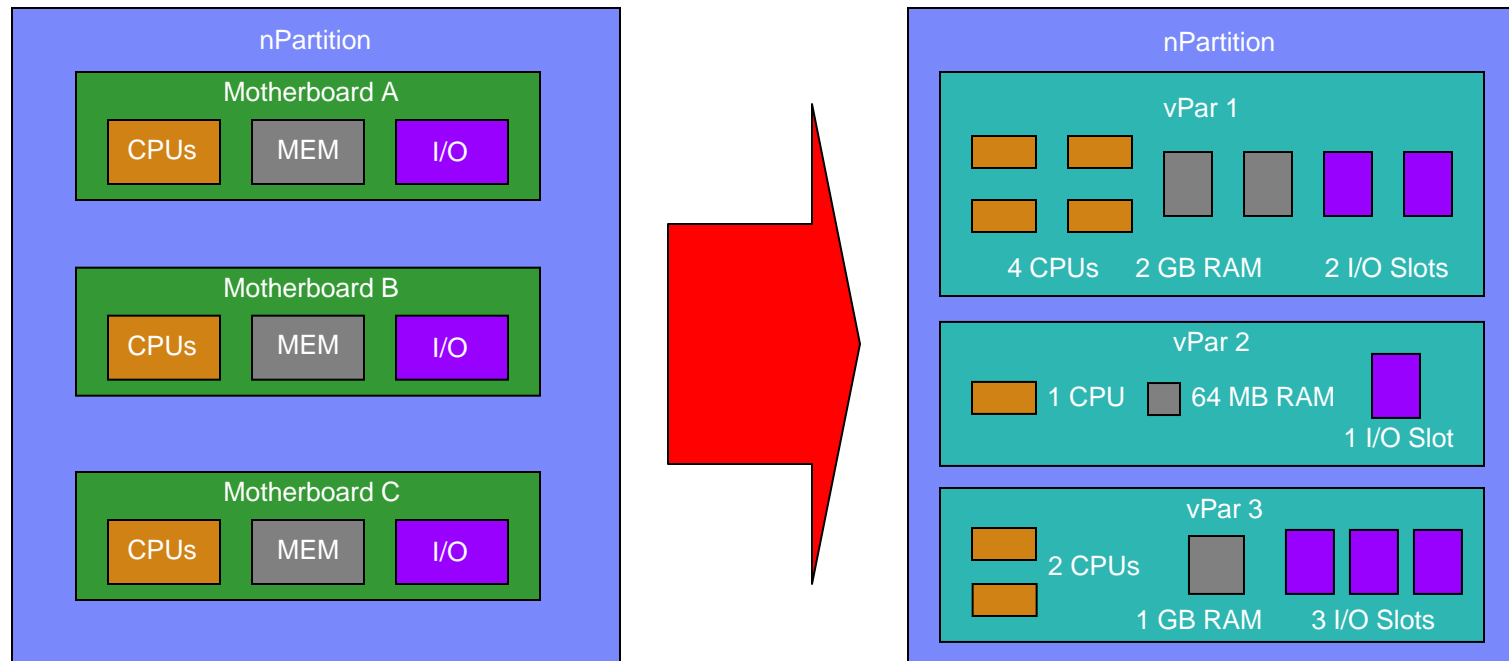 nPartition
Motherboard A
CPUs
MEM
I/O
Motherboard B
CPUs
MEM
I/O
Motherboard C
CPUs
MEM
I/O
nPartition
vPar 1
4 CPUs
2 GB RAM
2 I/O Slots
vPar 2
1 CPU
64 MB RAM
1 I/O Slot
vPar 3
2 CPUs
1 GB RAM
3 I/O Slots